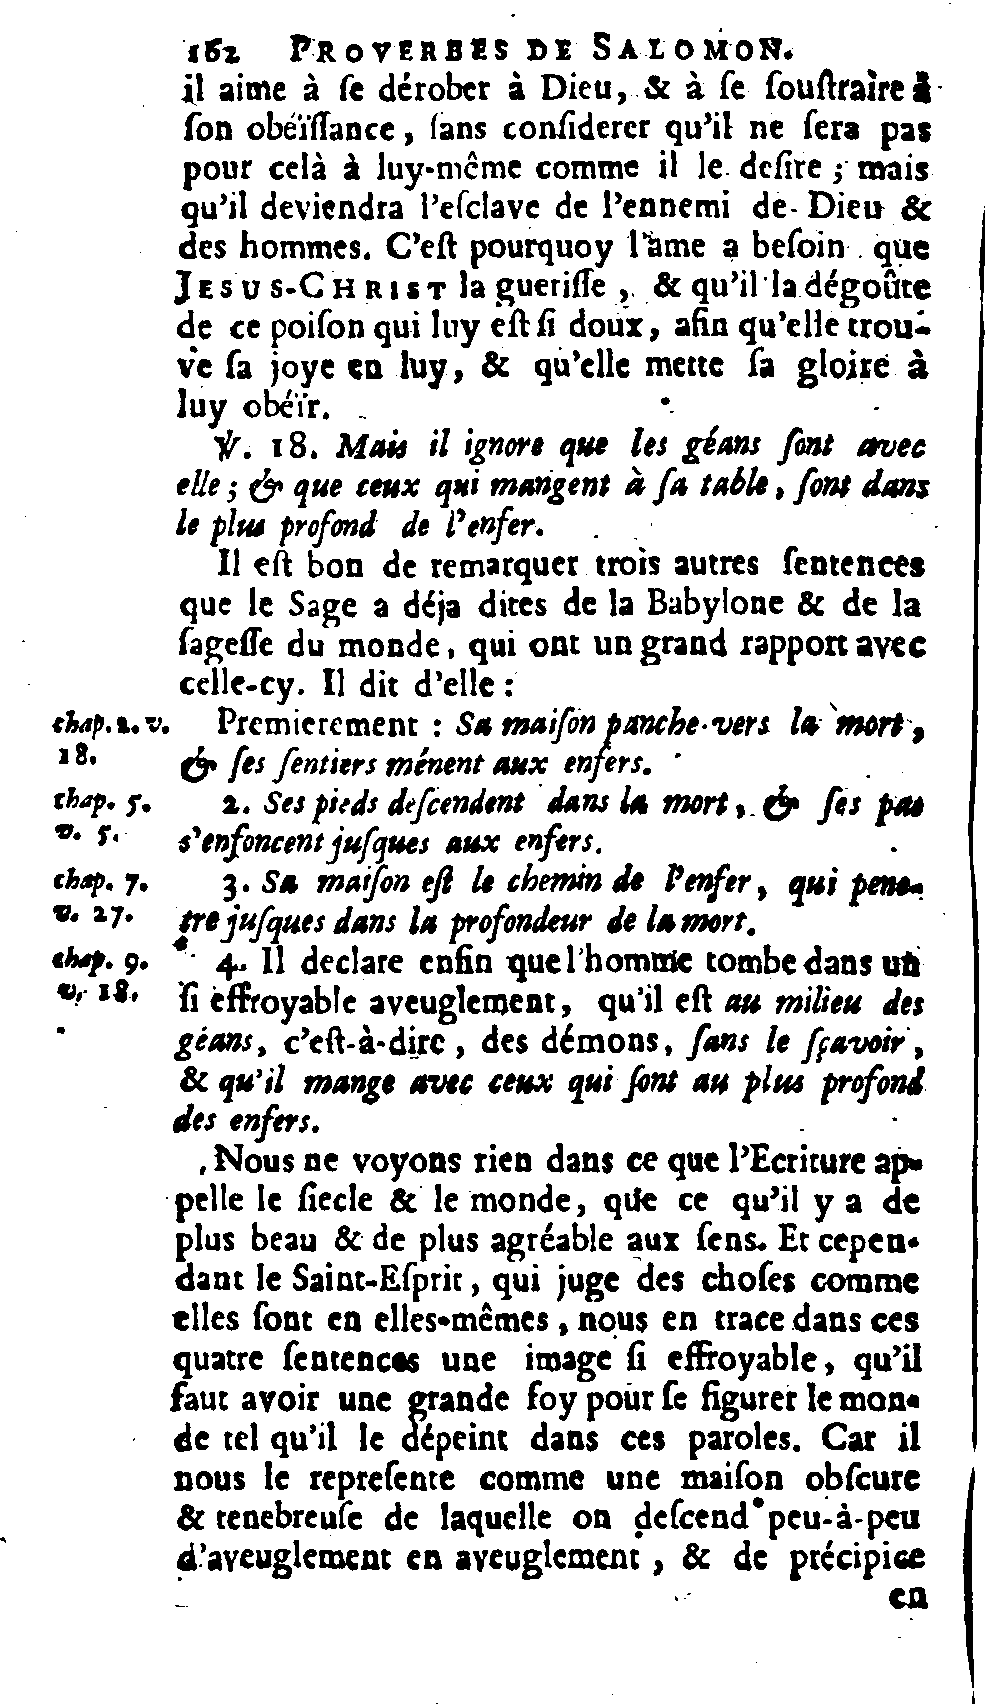 162 PROVERBES DE SALOMON.
il aime à ſe dérober à Dieu, & à ſe ſouſtraire à
ſon obéïſſance, ſans conſiderer qu'il ne ſera pas
pour celà à luy-même comme il le deſire ; mais
qu'il deviendra l'eſclave de l'ennemi de Dieu &
des hommes. C'eſt pourquoy l'ame a beſoin que
JESUS-CHRIST la gueriſſe, & qu'il la dégoûte
de ce poiſon qui luy eſt ſi doux, afin qu'elle trou-
ve ſa joye en luy, & qu'elle mette ſa gloire à
luy obéïr.
℣. 18. Mais il ignore que les géans ſont avec
elle ; & que ceux qui mangent à ſa table, ſont dans
le plus profond de l'enfer.
Il eſt bon de remarquer trois autres ſentences
que le Sage a déja dites de la Babylone & de la
ſageſſe du monde, qui ont un grand rapport avec
celle-cy. Il dit d'elle :
chap. 2. v.
18.
Premierement : Sa maiſon panche vers la mort,
& ſes ſentiers ménent aux enfers.
chap. 5.
v. 5.
2. Ses pieds deſcendent dans la mort, & ſes pas
s'enfoncent juſques aux enfers.
chap. 7.
v. 27.
3. Sa maiſon eſt le chemin de l'enfer, qui pene-
tre juſques dans la profondeur de la mort.
chap. 9.
v. 18.
4. Il declare enfin que l'homme tombe dans un
ſi effroyable aveuglement, qu'il eſt au milieu des
géans, c'eſt-à-dire, des démons, ſans le ſçavoir,
& qu'il mange avec ceux qui ſont au plus profond
des enfers.
Nous ne voyons rien dans ce que l'Ecriture ap-
pelle le ſiecle & le monde, que ce qu'il y a de
plus beau & de plus agréable aux ſens. Et cepen-
dant le Saint-Eſprit, qui juge des choſes comme
elles ſont en elles-mêmes, nous en trace dans ces
quatre ſentences une image ſi effroyable, qu'il
faut avoir une grande foy pour ſe figurer le mon-
de tel qu'il le dépeint dans ces paroles. Car il
nous le repreſente comme une maiſon obſcure
& tenebreuſe de laquelle on deſcend peu-à-peu
d'aveuglement en aveuglement, & de précipice
en